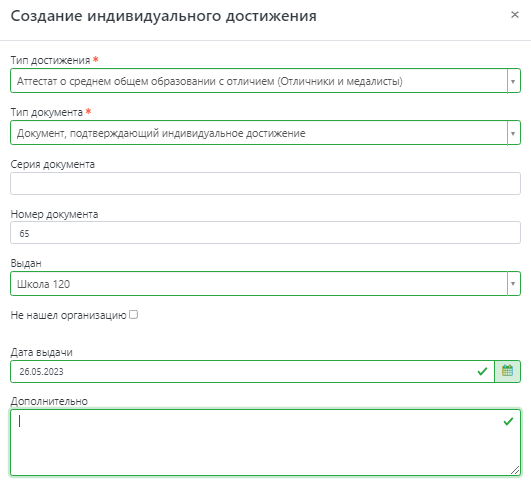 Создание индивидуального достижения
×
Тип достижения *
Аттестат о среднем общем образовании с отличием (Отличники и медалисты)
Тип документа *
Документ, подтверждающий индивидуальное достижение
Серия документа
Номер документа
65
Выдан
Школа 120
Не нашел организацию
Дата выдачи
26.05.2023
Дополнительно